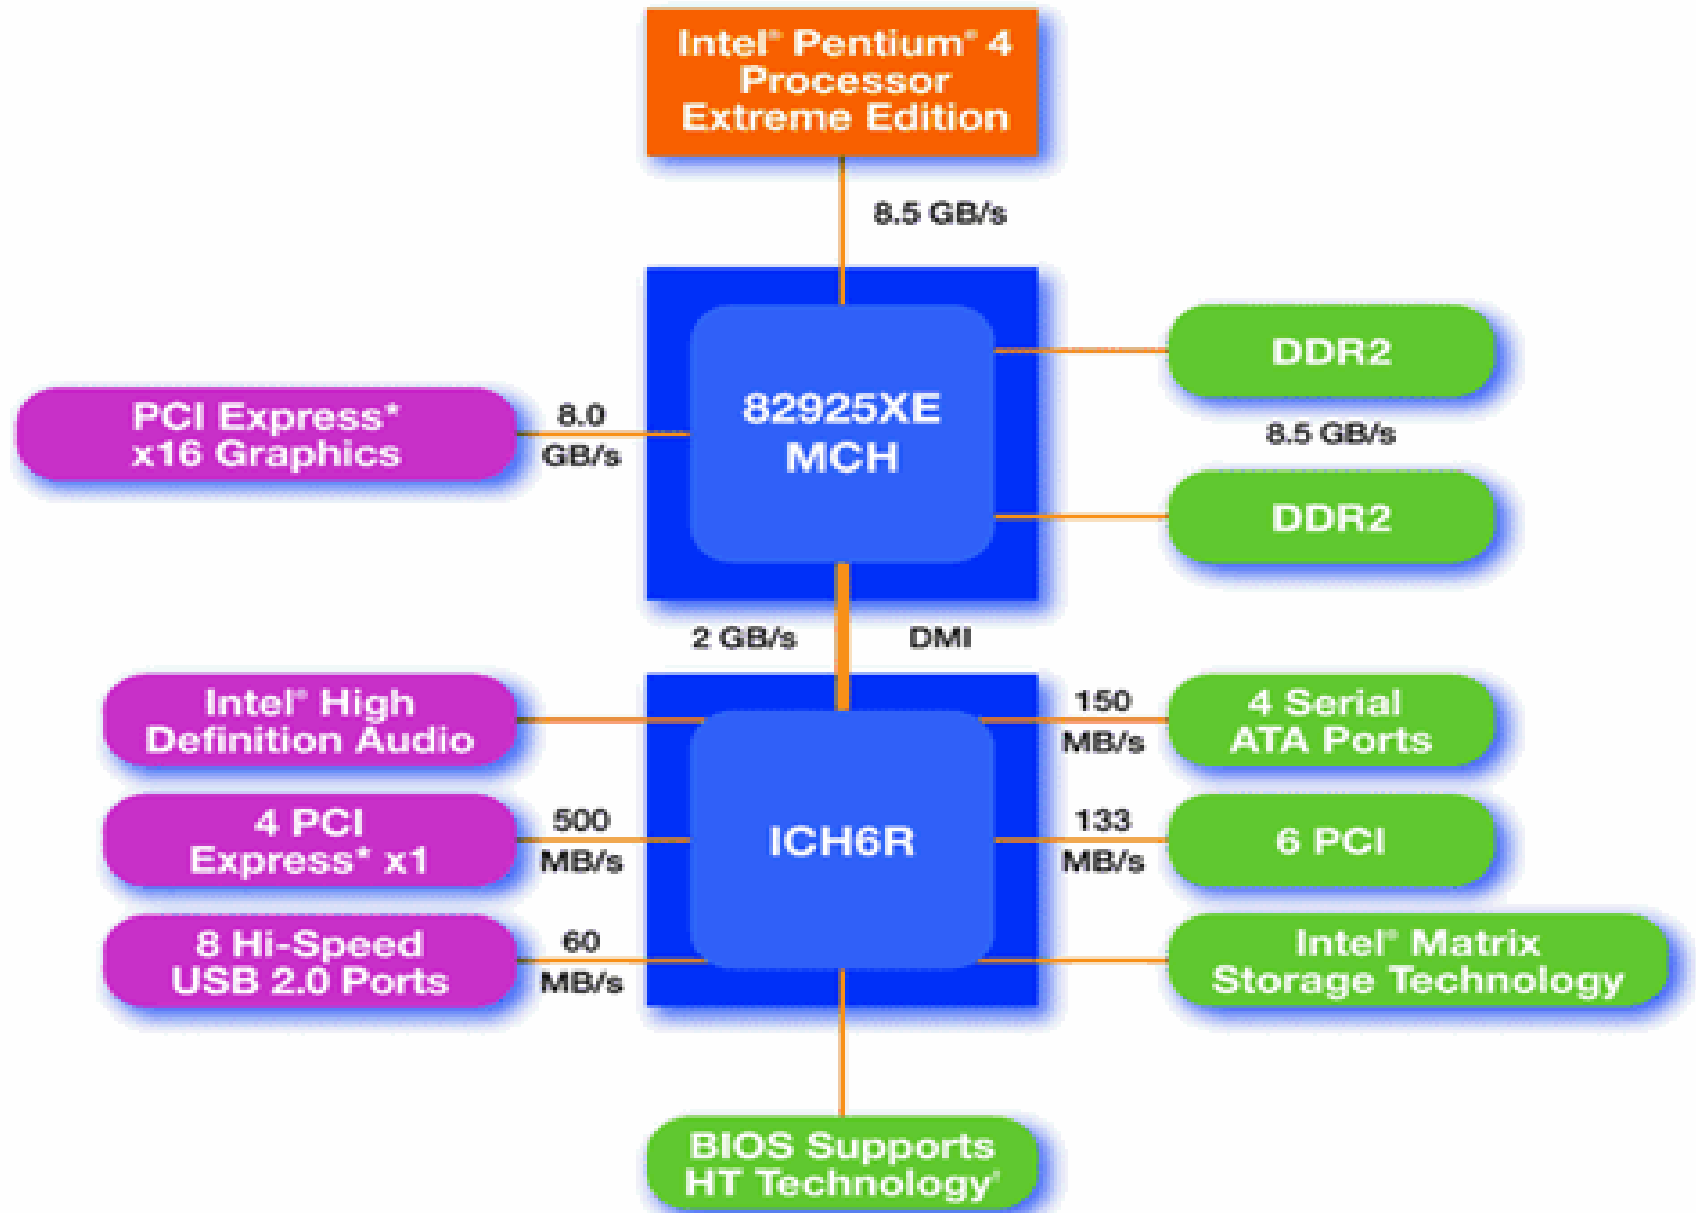 Intel® Pentium® 4
Processor
Extreme Edition
8.5 GB/s
82925XE
MCH
PCI Express*
x16 Graphics
8.0
GB/s
DDR2
8.5 GB/s
DDR2
2 GB/s
DMI
Intel® High
Definition Audio
150
MB/s
4 Serial
ATA Ports
4 PCI
Express* x1
500
MB/s
ICH6R
133
MB/s
6 PCI
8 Hi-Speed
USB 2.0 Ports
60
MB/s
Intel® Matrix
Storage Technology
BIOS Supports
HT Technology†